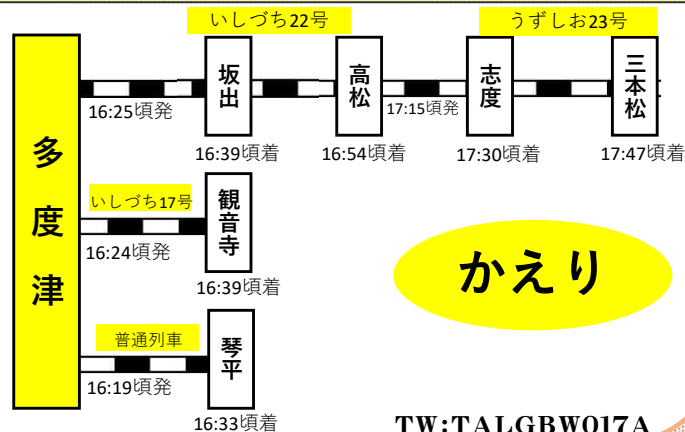 いしづち22号
うずしお23号
多度津
坂出
高松
志度
三本松
16:25頃発
17:15頃発
16:39頃着
16:54頃着
17:30頃着
17:47頃着
いしづち17号
観音寺
16:24頃発
16:39頃着
かえり
普通列車
琴平
16:19頃発
16:33頃着
TW:TALGBW017A